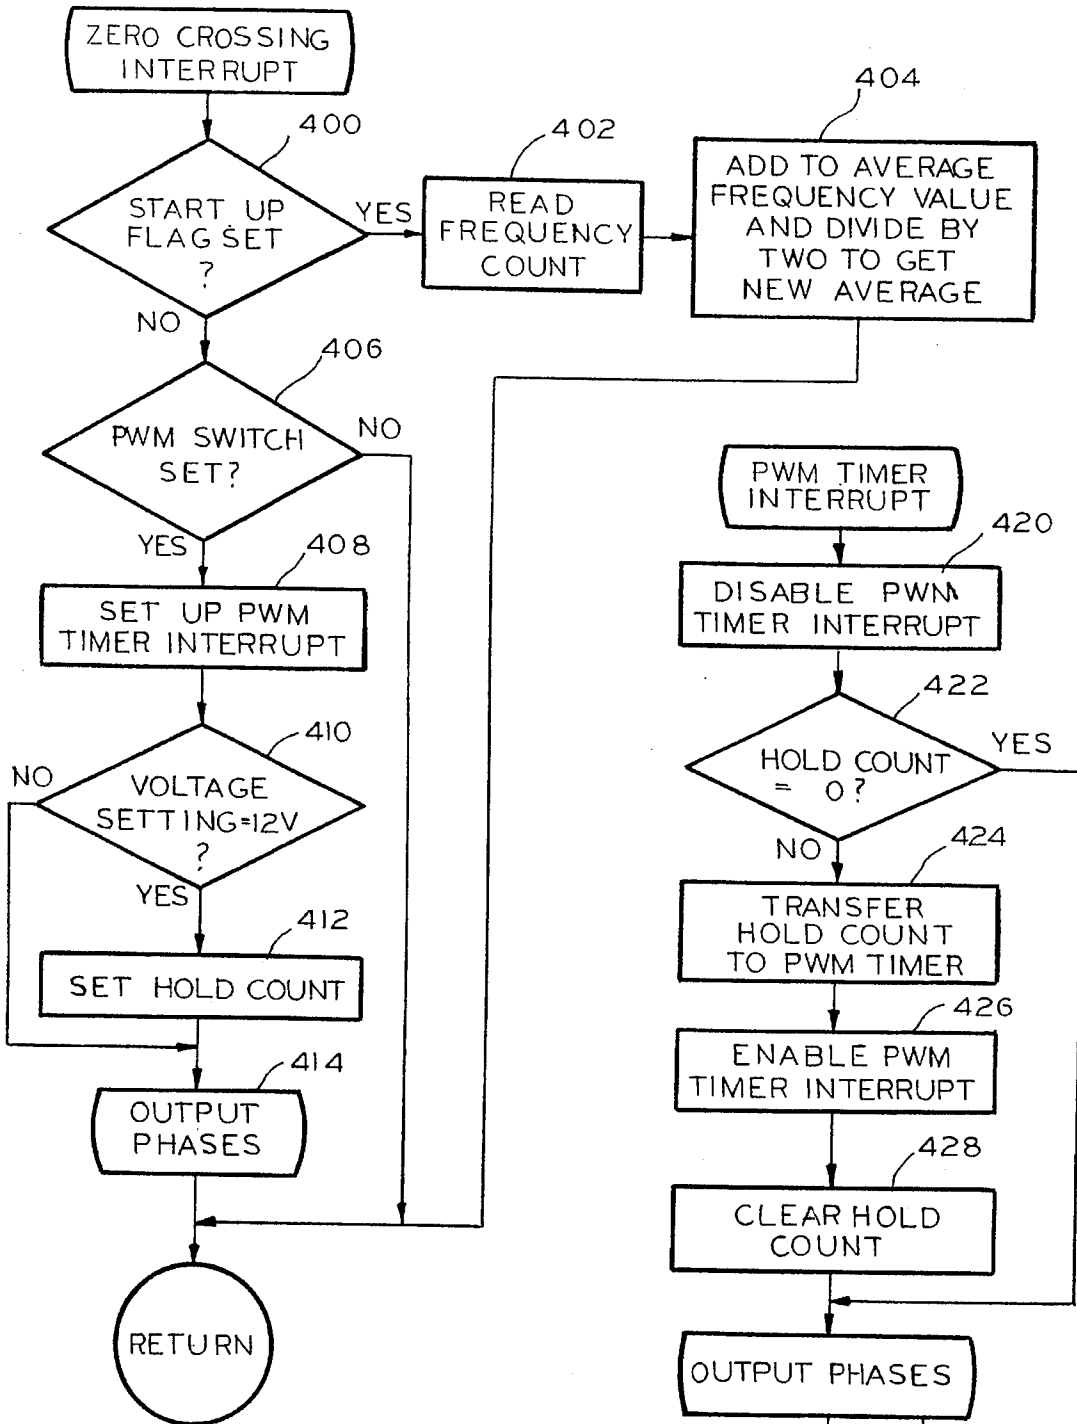 ZERO CROSSING
INTERRUPT
400
START UP
FLAG SET
?
YES
NO
402
READ
FREQUENCY
COUNT
404
ADD TO AVERAGE
FREQUENCY VALUE
AND DIVIDE BY
TWO TO GET
NEW AVERAGE
406
PWM SWITCH
SET?
NO
YES
408
SET UP PWM
TIMER INTERRUPT
410
VOLTAGE
SETTING=12V
?
NO
YES
412
SET HOLD COUNT
414
OUTPUT
PHASES
RETURN
PWM TIMER
INTERRUPT
420
DISABLE PWM
TIMER INTERRUPT
422
HOLD COUNT
= 0?
YES
NO
424
TRANSFER
HOLD COUNT
TO PWM TIMER
426
ENABLE PWM
TIMER INTERRUPT
428
CLEAR HOLD
COUNT
OUTPUT PHASES